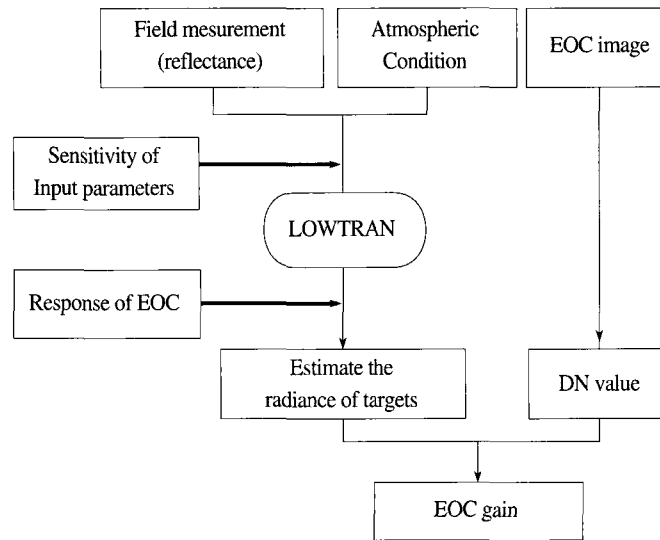 Field mesurement
(reflectance)
Atmospheric
Condition
EOC image
Sensitivity of
Input parameters
LOWTRAN
Response of EOC
Estimate the
radiance of targets
DN value
EOC gain